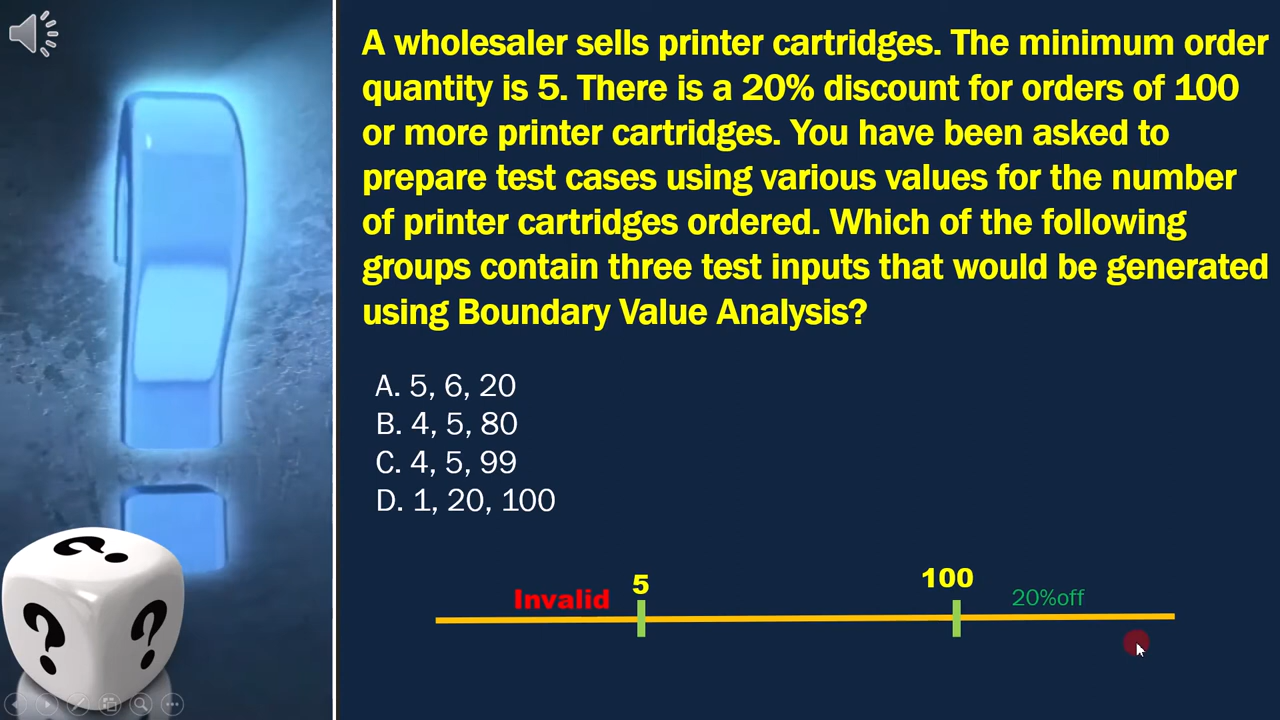 A wholesaler sells printer cartridges. The minimum order
quantity is 5. There is a 20% discount for orders of 100
or more printer cartridges. You have been asked to
prepare test cases using various values for the number
of printer cartridges ordered. Which of the following
groups contain three test inputs that would be generated
using Boundary Value Analysis?
A. 5, 6, 20
B. 4, 5, 80
C. 4, 5, 99
D. 1, 20, 100
Invalid 5 100 20%off
? ? ?